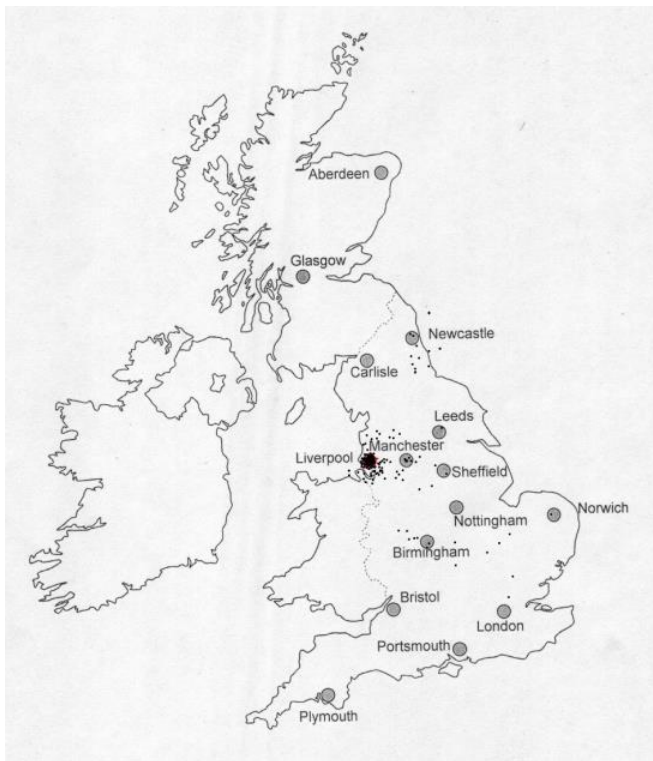 Aberdeen
Glasgow
Newcastle
Carlisle
Leeds
Manchester
Liverpool
Sheffield
Nottingham
Norwich
Birmingham
Bristol
London
Portsmouth
Plymouth